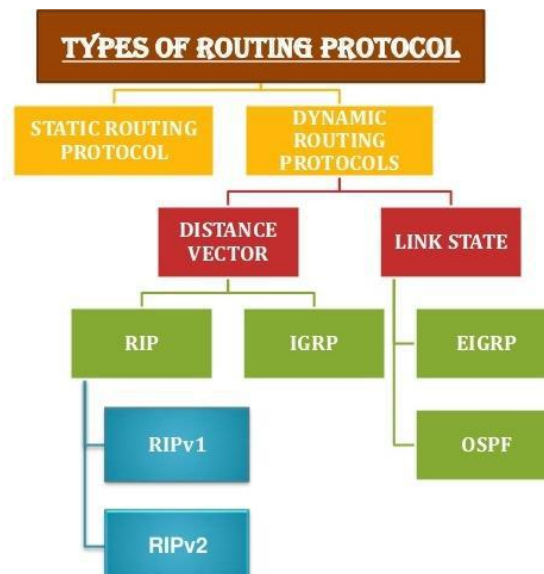 TYPES OF ROUTING PROTOCOL
STATIC ROUTING
PROTOCOL
DYNAMIC
ROUTING
PROTOCOLS
DISTANCE
VECTOR
LINK STATE
RIP
IGRP
EIGRP
RIPv1
OSPF
RIPv2